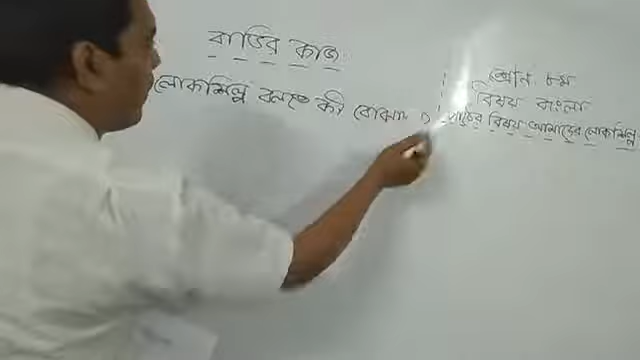 বাড়ির কাজ
লোকশিল্প বলতে কী বোঝায় ?
শ্রেণি ৮ম
বিষয় বাংলা
পাঠের বিষয় আমাদের লোকশিল্প